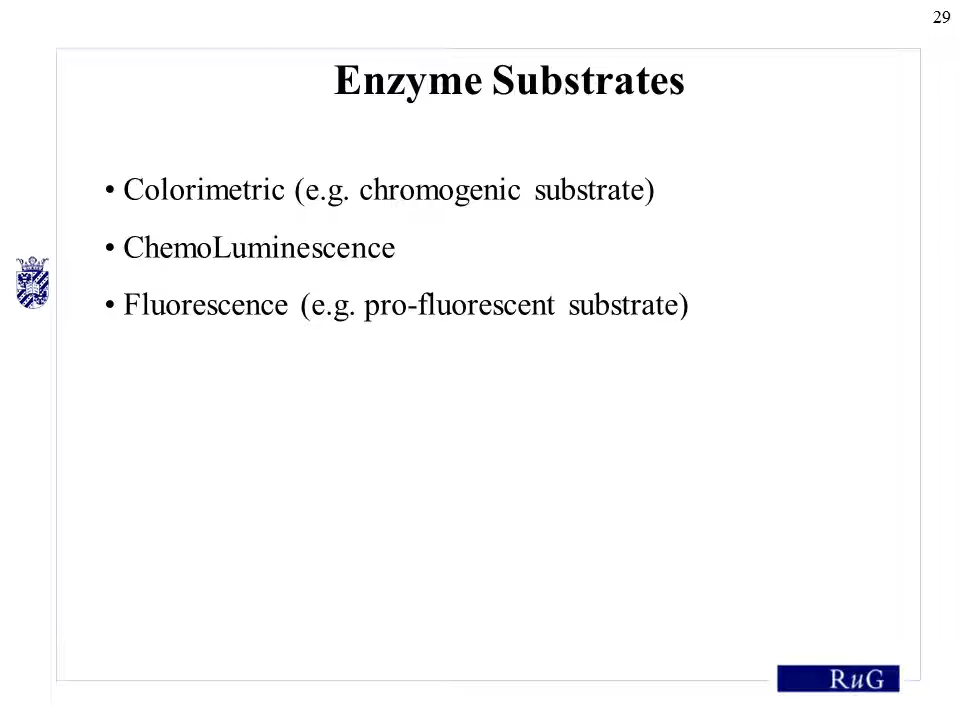 29
Enzyme Substrates
• Colorimetric (e.g. chromogenic substrate)
• ChemoLuminescence
• Fluorescence (e.g. pro-fluorescent substrate)
RuG